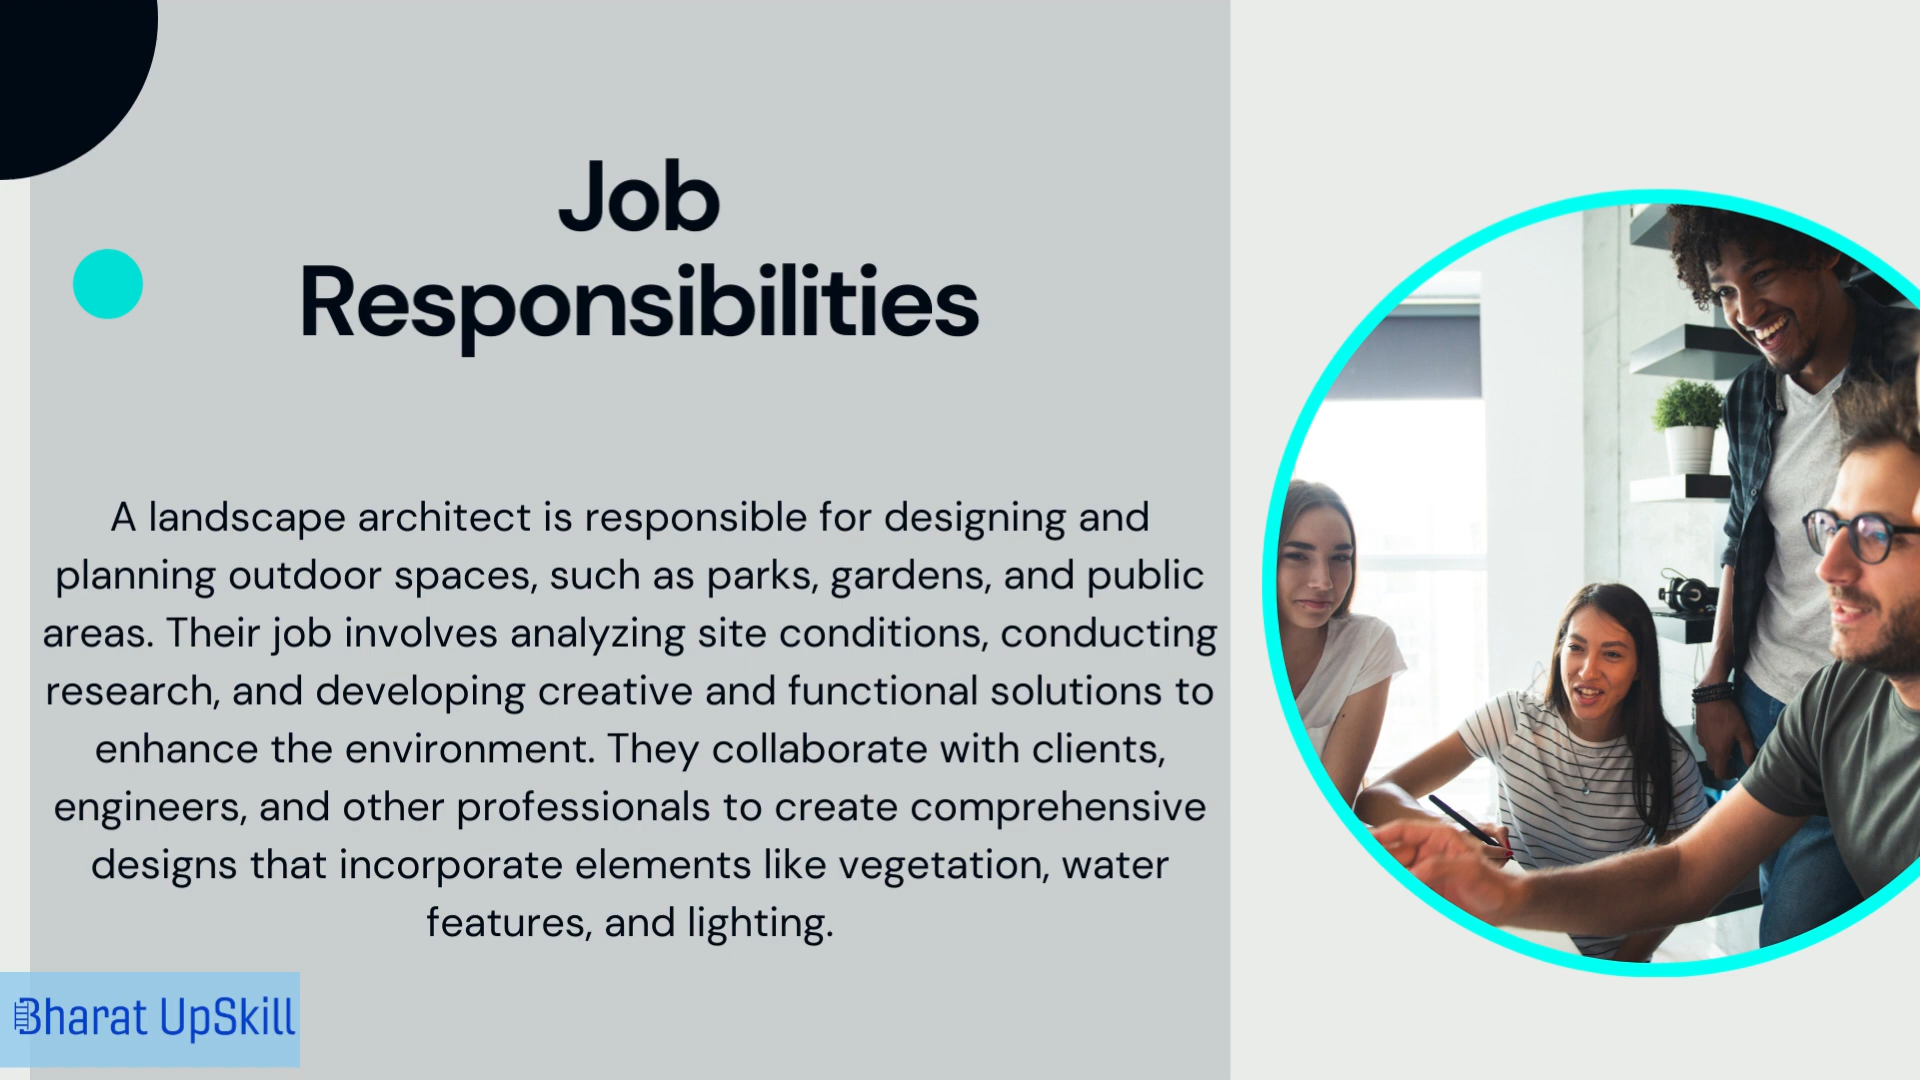 Job
Responsibilities
A landscape architect is responsible for designing and
planning outdoor spaces, such as parks, gardens, and public
areas. Their job involves analyzing site conditions, conducting
research, and developing creative and functional solutions to
enhance the environment. They collaborate with clients,
engineers, and other professionals to create comprehensive
designs that incorporate elements like vegetation, water
features, and lighting.
Bharat UpSkill